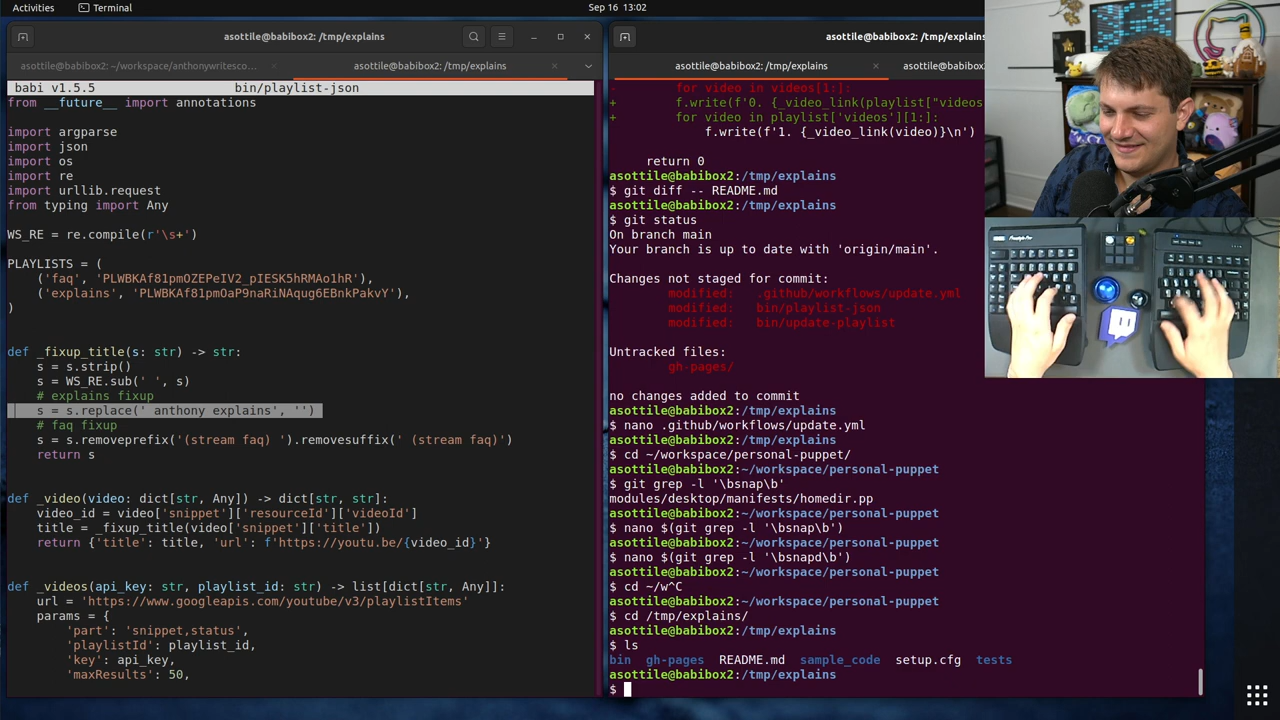 Activities
Terminal
Sep 16 13:02
asottile@babibox2: /tmp/explains
asottile@babibox2: ~/workspace/anthonywritesco...
asottile@babibox2: /tmp/explains
babi v1.5.5 bin/playlist-json
from __future__ import annotations
import argparse
import json
import os
import re
import urllib.request
from typing import Any
WS_RE = re.compile(r'\s+')
PLAYLISTS = (
('faq', 'PLWBKAf81pmOZEPeIV2_pIESK5hRMAo1hR'),
('explains', 'PLWBKAf81pmOaP9naRiNAqug6EBnkPakvY'),
)
def _fixup_title(s: str) -> str:
s = s.strip()
s = WS_RE.sub(' ', s)
# explains fixup
s = s.replace(' anthony explains', '')
# faq fixup
s = s.removeprefix('(stream faq) ').removesuffix(' (stream faq)')
return s
def _video(video: dict[str, Any]) -> dict[str, str]:
video_id = video['snippet']['resourceId']['videoId']
title = _fixup_title(video['snippet']['title'])
return {'title': title, 'url': f'https://youtu.be/{video_id}'}
def _videos(api_key: str, playlist_id: str) -> list[dict[str, Any]]:
url = 'https://www.googleapis.com/youtube/v3/playlistItems'
params = {
'part': 'snippet,status',
'playlistId': playlist_id,
'key': api_key,
'maxResults': 50,
asottile@babibox2: /tmp/explains
asottile@babibox2: /tmp/explains
asottile@babibox2: /tmp/explains
- for video in videos[1:]:
+ f.write(f'0. {_video_link(playlist["videos
+ for video in playlist['videos'][1:]:
f.write(f'1. {_video_link(video)}\n')
return 0
asottile@babibox2:/tmp/explains
$ git diff -- README.md
asottile@babibox2:/tmp/explains
$ git status
On branch main
Your branch is up to date with 'origin/main'.
Changes not staged for commit:
modified: .github/workflows/update.yml
modified: bin/playlist-json
modified: bin/update-playlist
Untracked files:
gh-pages/
no changes added to commit
asottile@babibox2:/tmp/explains
$ nano .github/workflows/update.yml
asottile@babibox2:/tmp/explains
$ cd ~/workspace/personal-puppet/
asottile@babibox2:~/workspace/personal-puppet
$ git grep -l '\bsnap\b'
modules/desktop/manifests/homedir.pp
asottile@babibox2:~/workspace/personal-puppet
$ nano $(git grep -l '\bsnap\b')
asottile@babibox2:~/workspace/personal-puppet
$ nano $(git grep -l '\bsnapd\b')
asottile@babibox2:~/workspace/personal-puppet
$ cd ~/w^C
asottile@babibox2:~/workspace/personal-puppet
$ cd /tmp/explains/
asottile@babibox2:/tmp/explains
$ ls
bin gh-pages README.md sample_code setup.cfg tests
asottile@babibox2:/tmp/explains
$